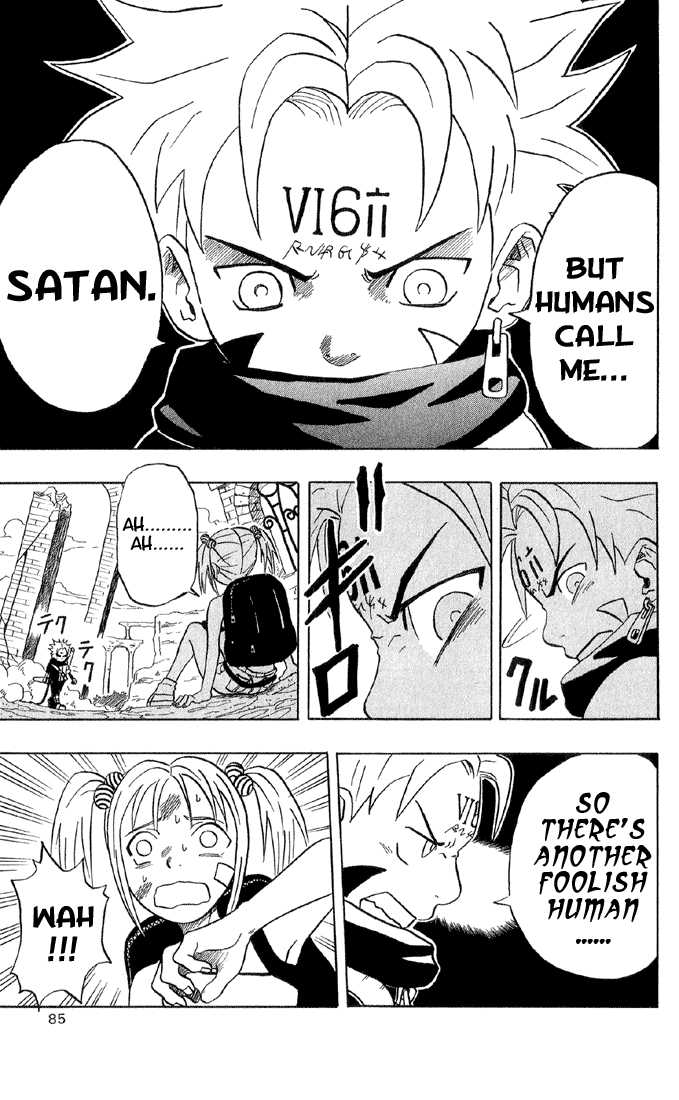 BUT
HUMANS
CALL
ME...
SATAN.
VI6iï
クル
ギロ
AH..........
AH......
テク
テク
SO
THERE'S
ANOTHER
FOOLISH
HUMAN
......
WAH
!!!
85